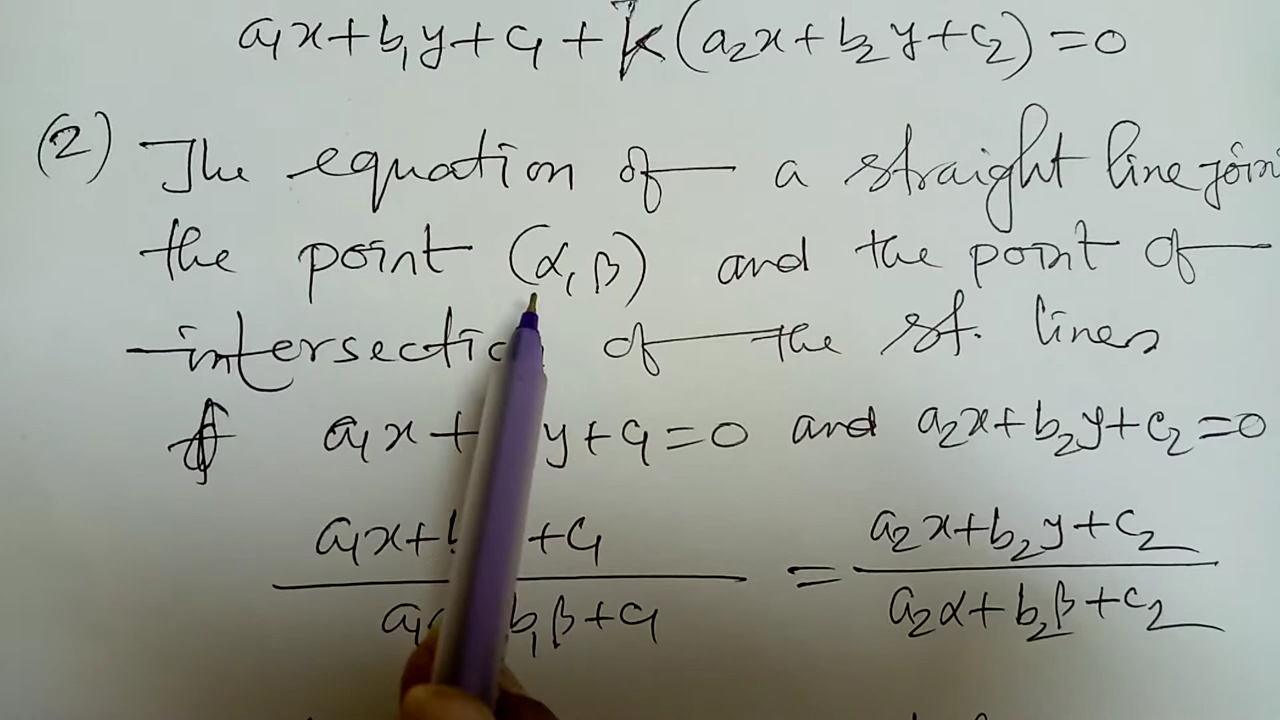 a₁x+b₁y+c₁+k(a₂x+b₂y+c₂)=0
(2) The equation of a straight line join
the point (α,β) and the point of
intersection of the st. lines
a₁x+ y+c₁=0 and a₂x+b₂y+c₂=0
a₁x+ +c₁ = a₂x+b₂y+c₂
a₁ b₁β+c₁ a₂α+b₂β+c₂